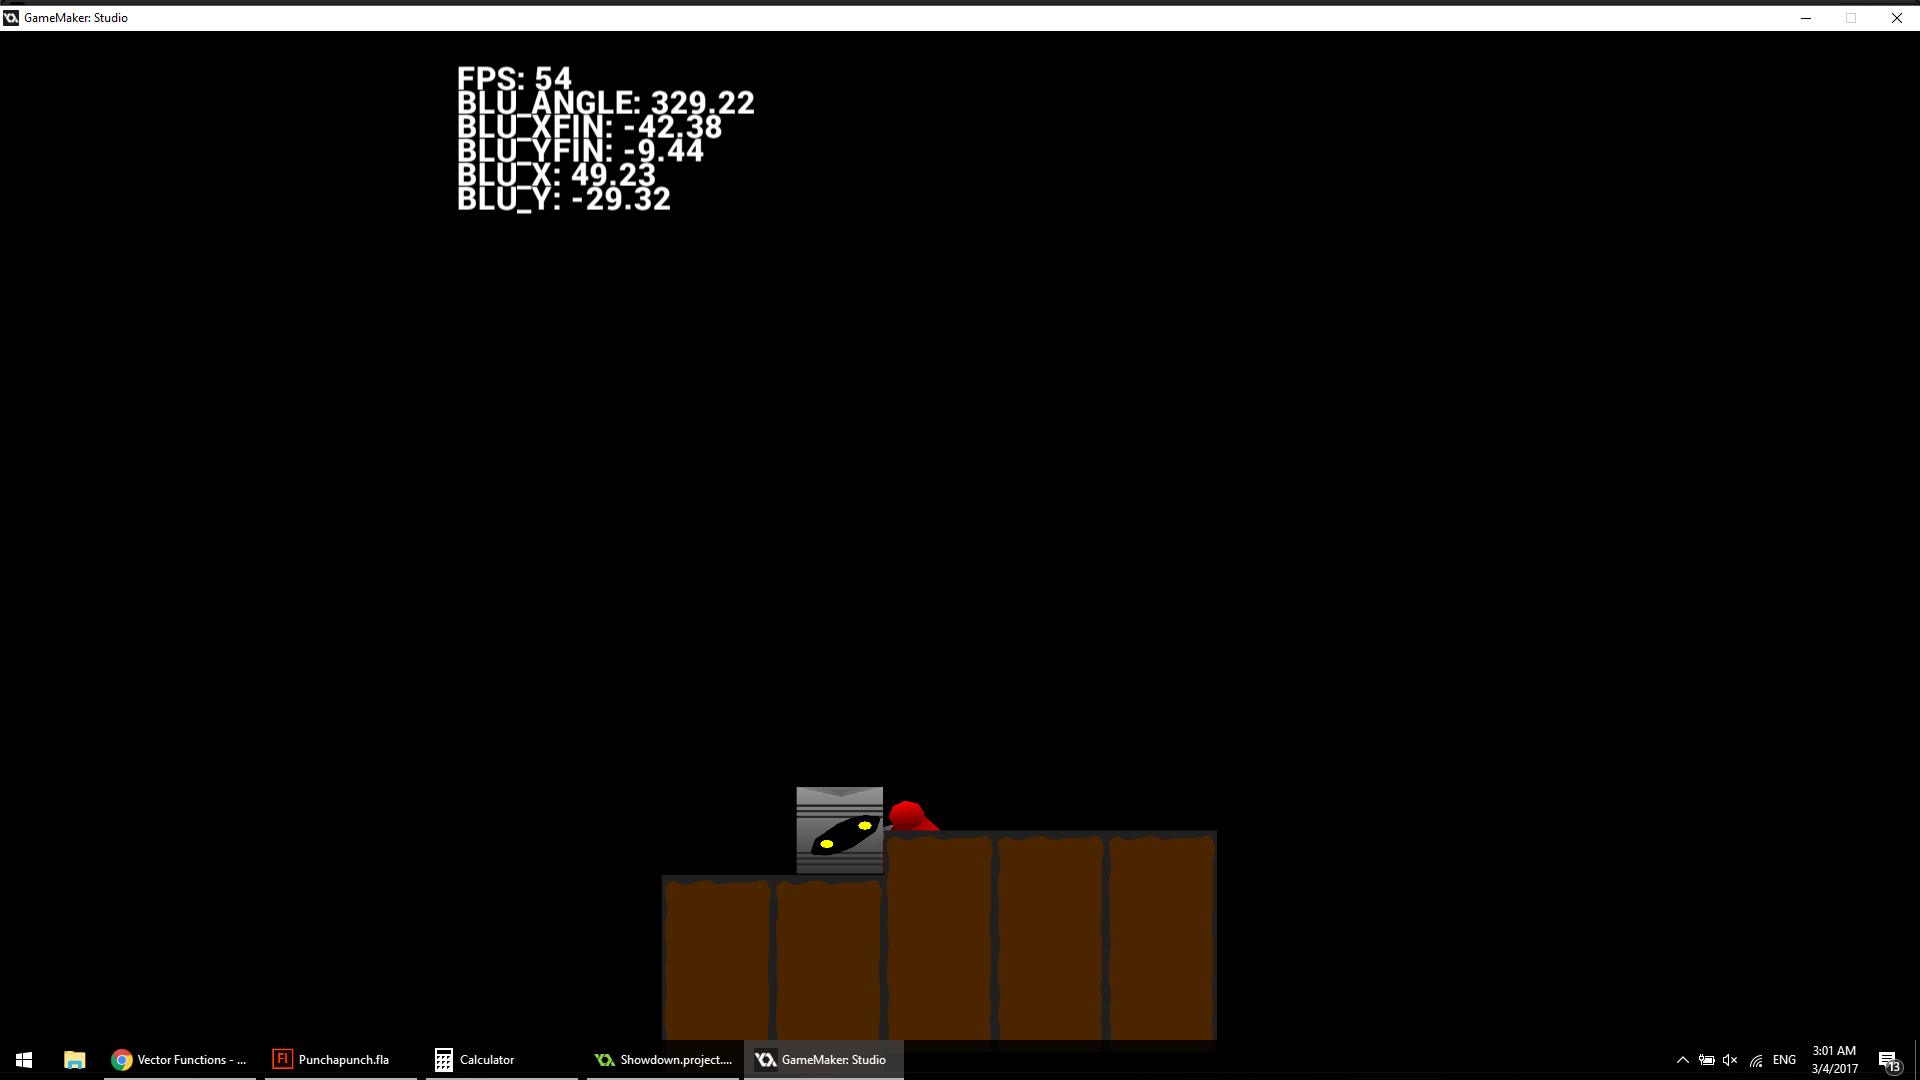 GameMaker: Studio
FPS: 54
BLU_ANGLE: 329.22
BLU_XFIN: -42.38
BLU_YFIN: -9.44
BLU_X: 49.23
BLU_Y: -29.32
Vector Functions - ...
Fl
Punchapunch.fla
Calculator
Showdown.project....
GameMaker: Studio
ENG
3:01 AM
3/4/2017
13